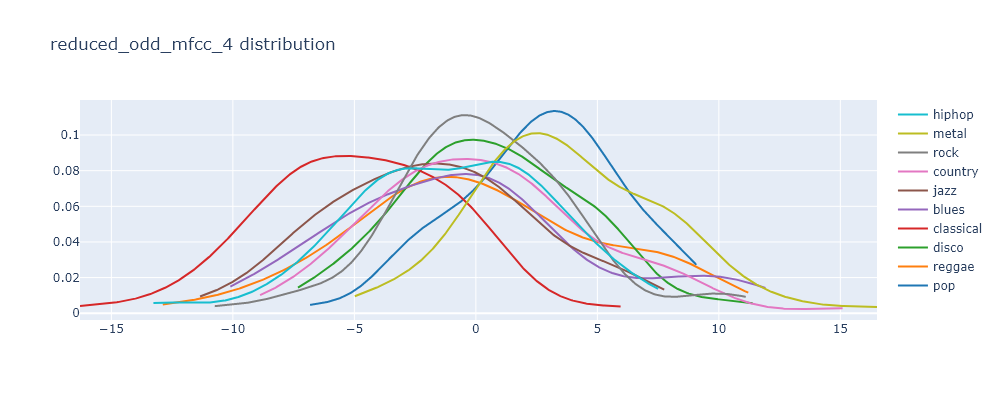 reduced_odd_mfcc_4 distribution
0.1
0.08
0.06
0.04
0.02
0
−15
−10
−5
0
5
10
15
hiphop
metal
rock
country
jazz
blues
classical
disco
reggae
pop